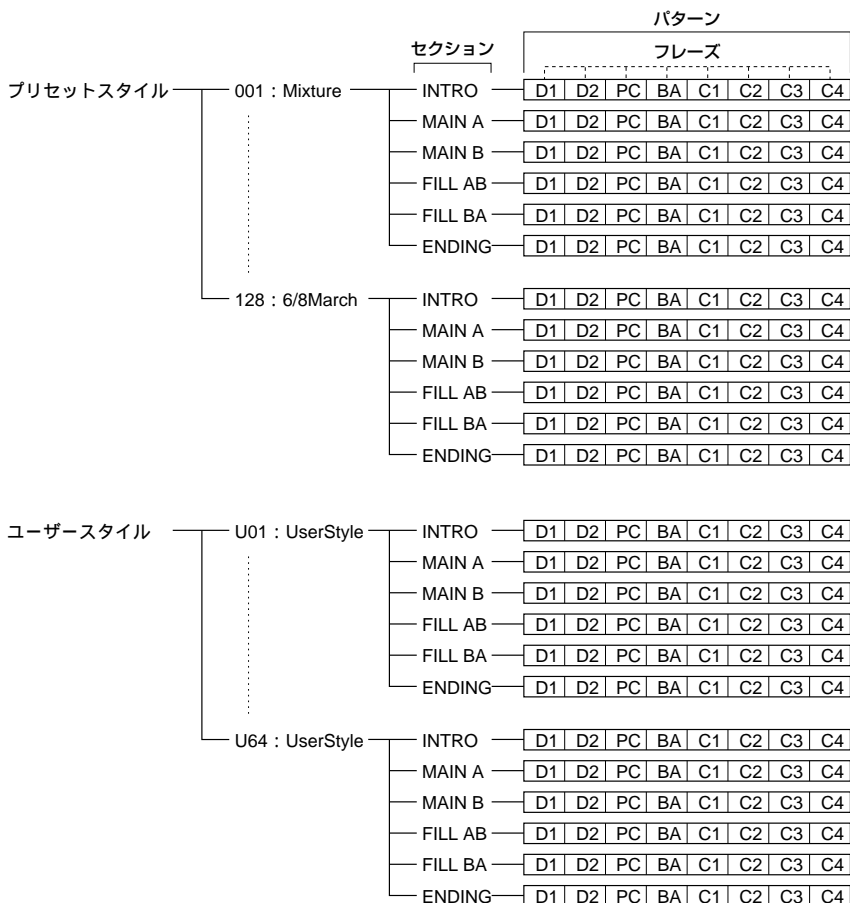 パターン
セクション
フレーズ
プリセットスタイル 001：Mixture INTRO D1 D2 PC BA C1 C2 C3 C4
MAIN A D1 D2 PC BA C1 C2 C3 C4
MAIN B D1 D2 PC BA C1 C2 C3 C4
FILL AB D1 D2 PC BA C1 C2 C3 C4
FILL BA D1 D2 PC BA C1 C2 C3 C4
ENDING D1 D2 PC BA C1 C2 C3 C4
128：6/8March INTRO D1 D2 PC BA C1 C2 C3 C4
MAIN A D1 D2 PC BA C1 C2 C3 C4
MAIN B D1 D2 PC BA C1 C2 C3 C4
FILL AB D1 D2 PC BA C1 C2 C3 C4
FILL BA D1 D2 PC BA C1 C2 C3 C4
ENDING D1 D2 PC BA C1 C2 C3 C4
ユーザースタイル U01：UserStyle INTRO D1 D2 PC BA C1 C2 C3 C4
MAIN A D1 D2 PC BA C1 C2 C3 C4
MAIN B D1 D2 PC BA C1 C2 C3 C4
FILL AB D1 D2 PC BA C1 C2 C3 C4
FILL BA D1 D2 PC BA C1 C2 C3 C4
ENDING D1 D2 PC BA C1 C2 C3 C4
U64：UserStyle INTRO D1 D2 PC BA C1 C2 C3 C4
MAIN A D1 D2 PC BA C1 C2 C3 C4
MAIN B D1 D2 PC BA C1 C2 C3 C4
FILL AB D1 D2 PC BA C1 C2 C3 C4
FILL BA D1 D2 PC BA C1 C2 C3 C4
ENDING D1 D2 PC BA C1 C2 C3 C4